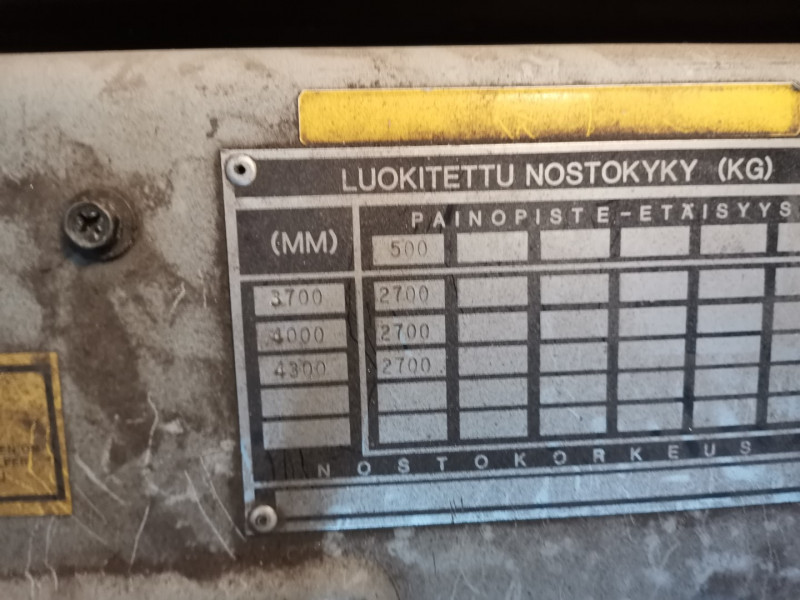 LUOKITETTU NOSTOKYKY (KG)
PAINOPISTE-ETÄISYYS
(MM) 500
3700 2700
4000 2700
4300 2700
NOSTOKORKEUS